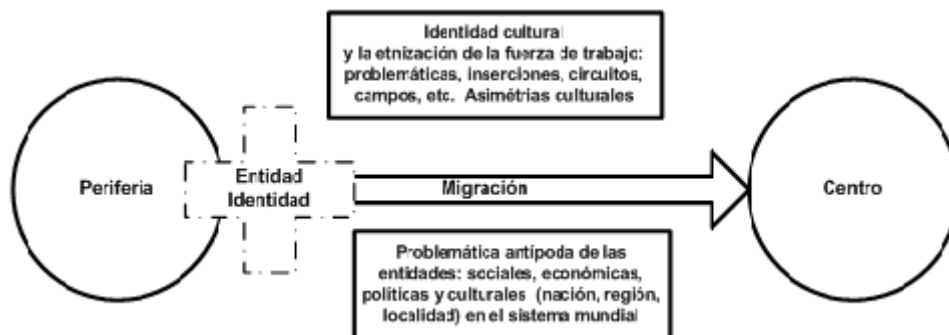 Identidad cultural
y la etnización de la fuerza de trabajo:
problemáticas, inserciones, circuitos,
campos, etc. Asimétrias culturales
Periferia
Entidad
Identidad
Migración
Centro
Problemática antípoda de las
entidades: sociales, económicas,
políticas y culturales (nación, región,
localidad) en el sistema mundial